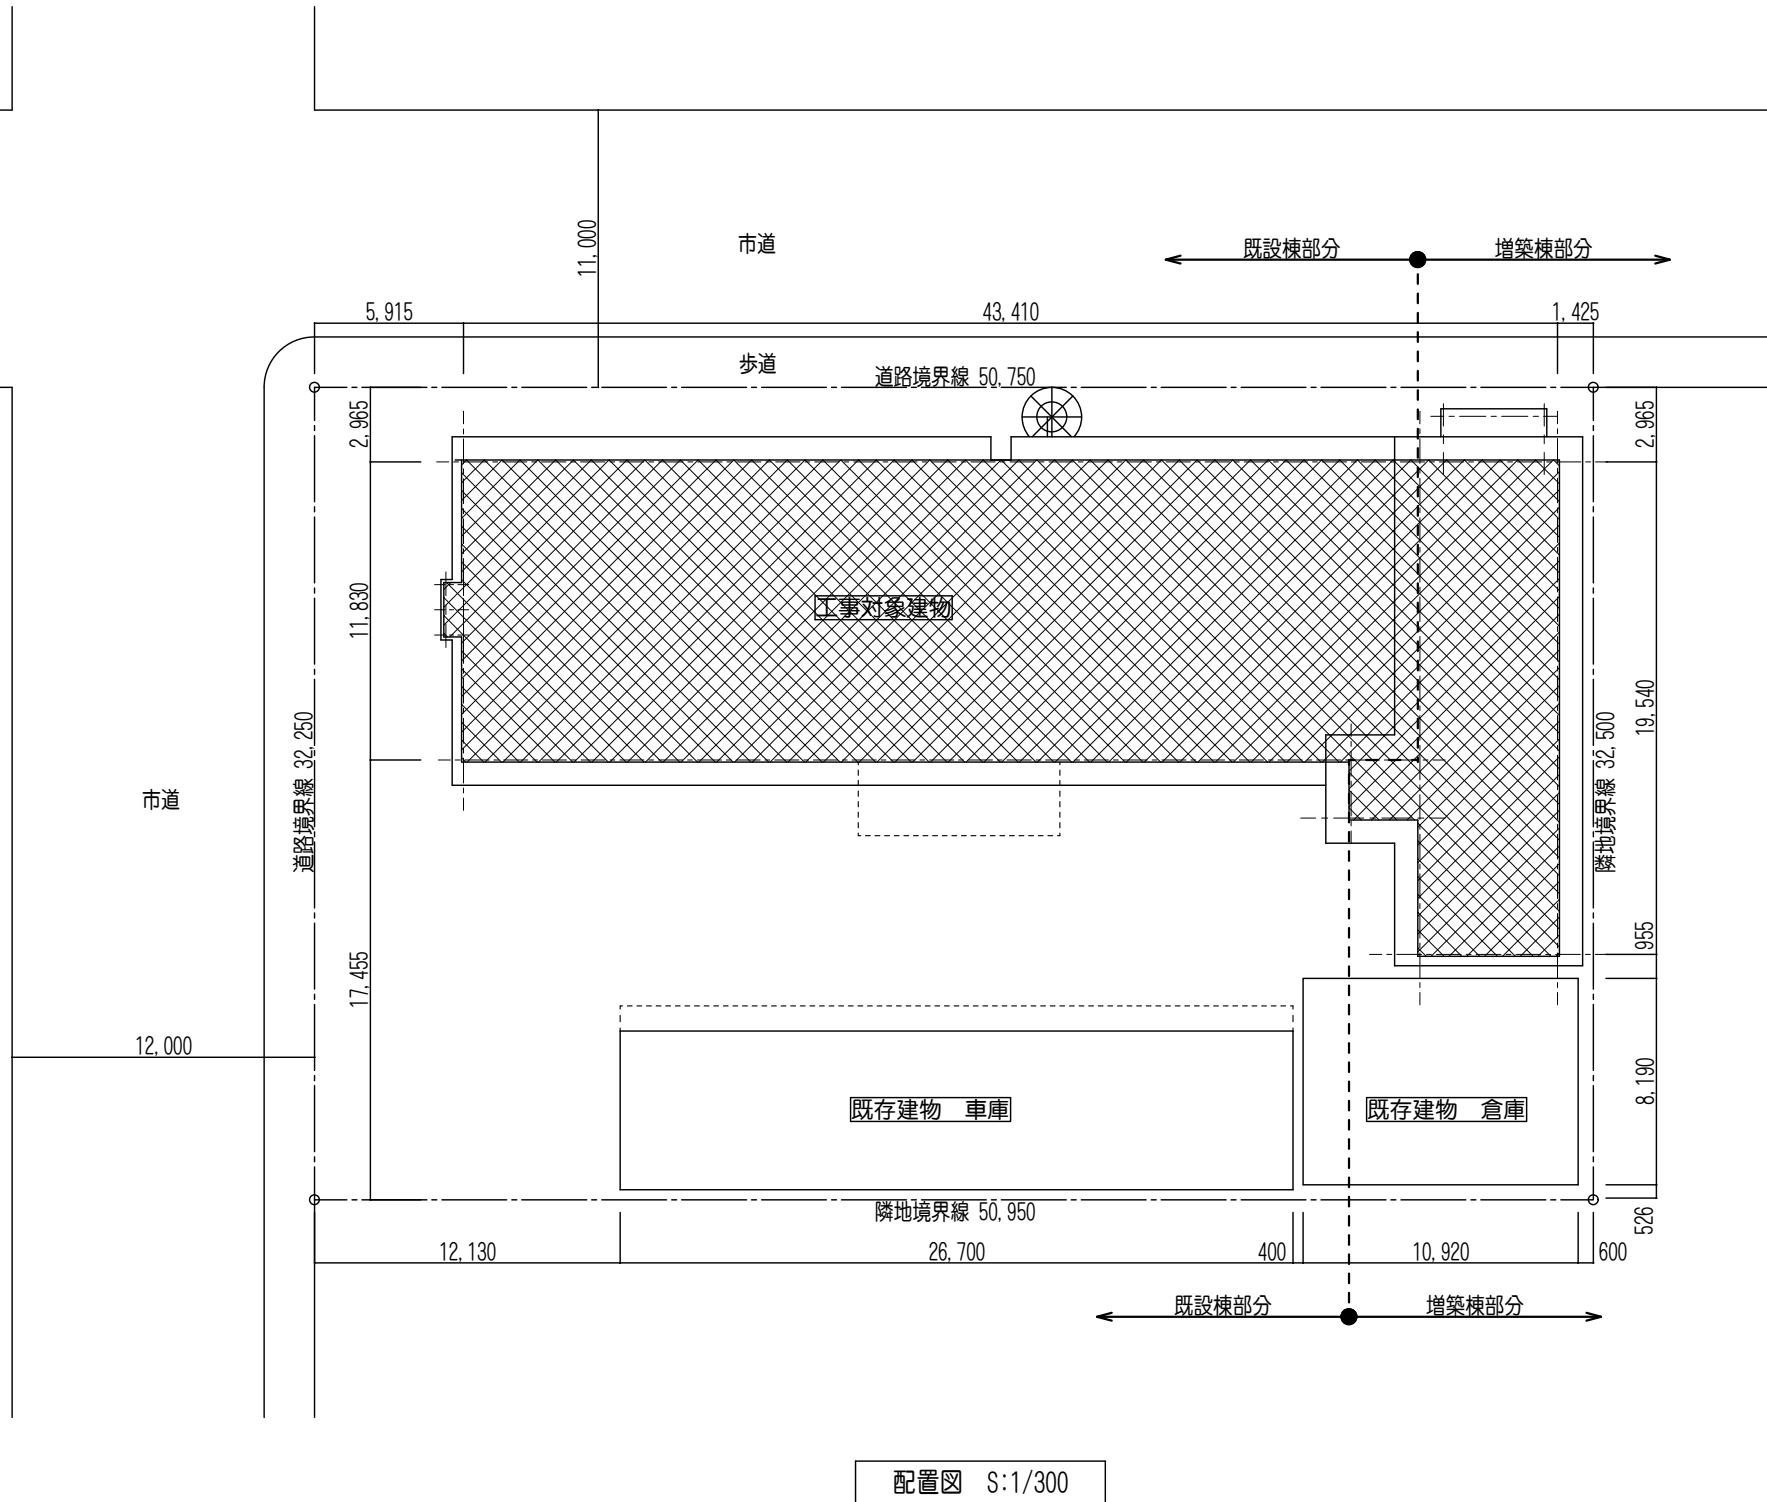 市道
11,000
既設棟部分
増築棟部分
5,915
43,410
1,425
歩道
道路境界線 50,750
2,965
2,965
11,830
工事対象建物
19,540
道路境界線 32,250
隣地境界線 32,500
市道
17,455
955
12,000
8,190
既存建物 車庫
既存建物 倉庫
隣地境界線 50,950
526
12,130
26,700
400
10,920
600
既設棟部分
増築棟部分
配置図 S:1/300